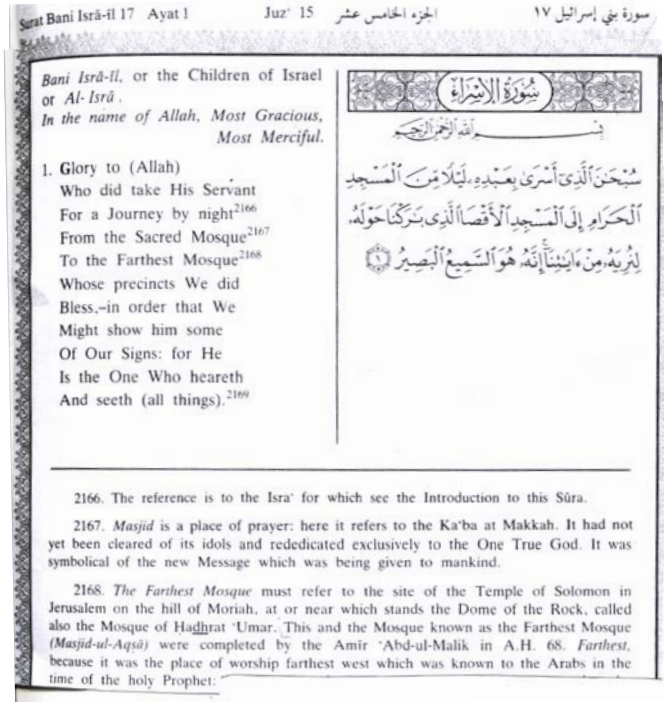 Surat Bani Isrâ-îl 17 Ayat 1 Juz' 15 الجزء الخامس عشر سورة بني إسرائيل ١٧
Bani Isrâ-îl, or the Children of Israel
or Al-Isrâ .
In the name of Allah, Most Gracious,
Most Merciful.
1. Glory to (Allah)
Who did take His Servant
For a Journey by night2166
From the Sacred Mosque2167
To the Farthest Mosque2168
Whose precincts We did
Bless,–in order that We
Might show him some
Of Our Signs: for He
Is the One Who heareth
And seeth (all things).2169
سُورَةُ الإِسْرَاءِ
بِسْمِ اللَّهِ الرَّحْمَٰنِ الرَّحِيمِ
سُبْحَٰنَ ٱلَّذِىٓ أَسْرَىٰ بِعَبْدِهِۦ لَيْلًا مِّنَ ٱلْمَسْجِدِ
ٱلْحَرَامِ إِلَى ٱلْمَسْجِدِ ٱلْأَقْصَا ٱلَّذِى بَٰرَكْنَا حَوْلَهُۥ
لِنُرِيَهُۥ مِنْ ءَايَٰتِنَآ إِنَّهُۥ هُوَ ٱلسَّمِيعُ ٱلْبَصِيرُ ١
2166. The reference is to the Isra' for which see the Introduction to this Sûra.
2167. Masjid is a place of prayer: here it refers to the Ka'ba at Makkah. It had not
yet been cleared of its idols and rededicated exclusively to the One True God. It was
symbolical of the new Message which was being given to mankind.
2168. The Farthest Mosque must refer to the site of the Temple of Solomon in
Jerusalem on the hill of Moriah, at or near which stands the Dome of the Rock, called
also the Mosque of Hadhrat 'Umar. This and the Mosque known as the Farthest Mosque
(Masjid-ul-Aqsâ) were completed by the Amîr 'Abd-ul-Malik in A.H. 68. Farthest,
because it was the place of worship farthest west which was known to the Arabs in the
time of the holy Prophet: